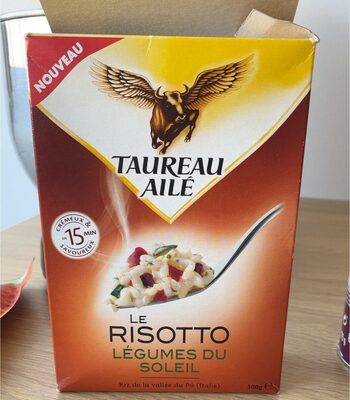 NOUVEAU
TAUREAU
AILÉ
CRÉMEUX &
EN 15 MIN
SAVOUREUX
LE
RISOTTO
LÉGUMES DU
SOLEIL
Riz de la vallée du Pô (Italie)
300g